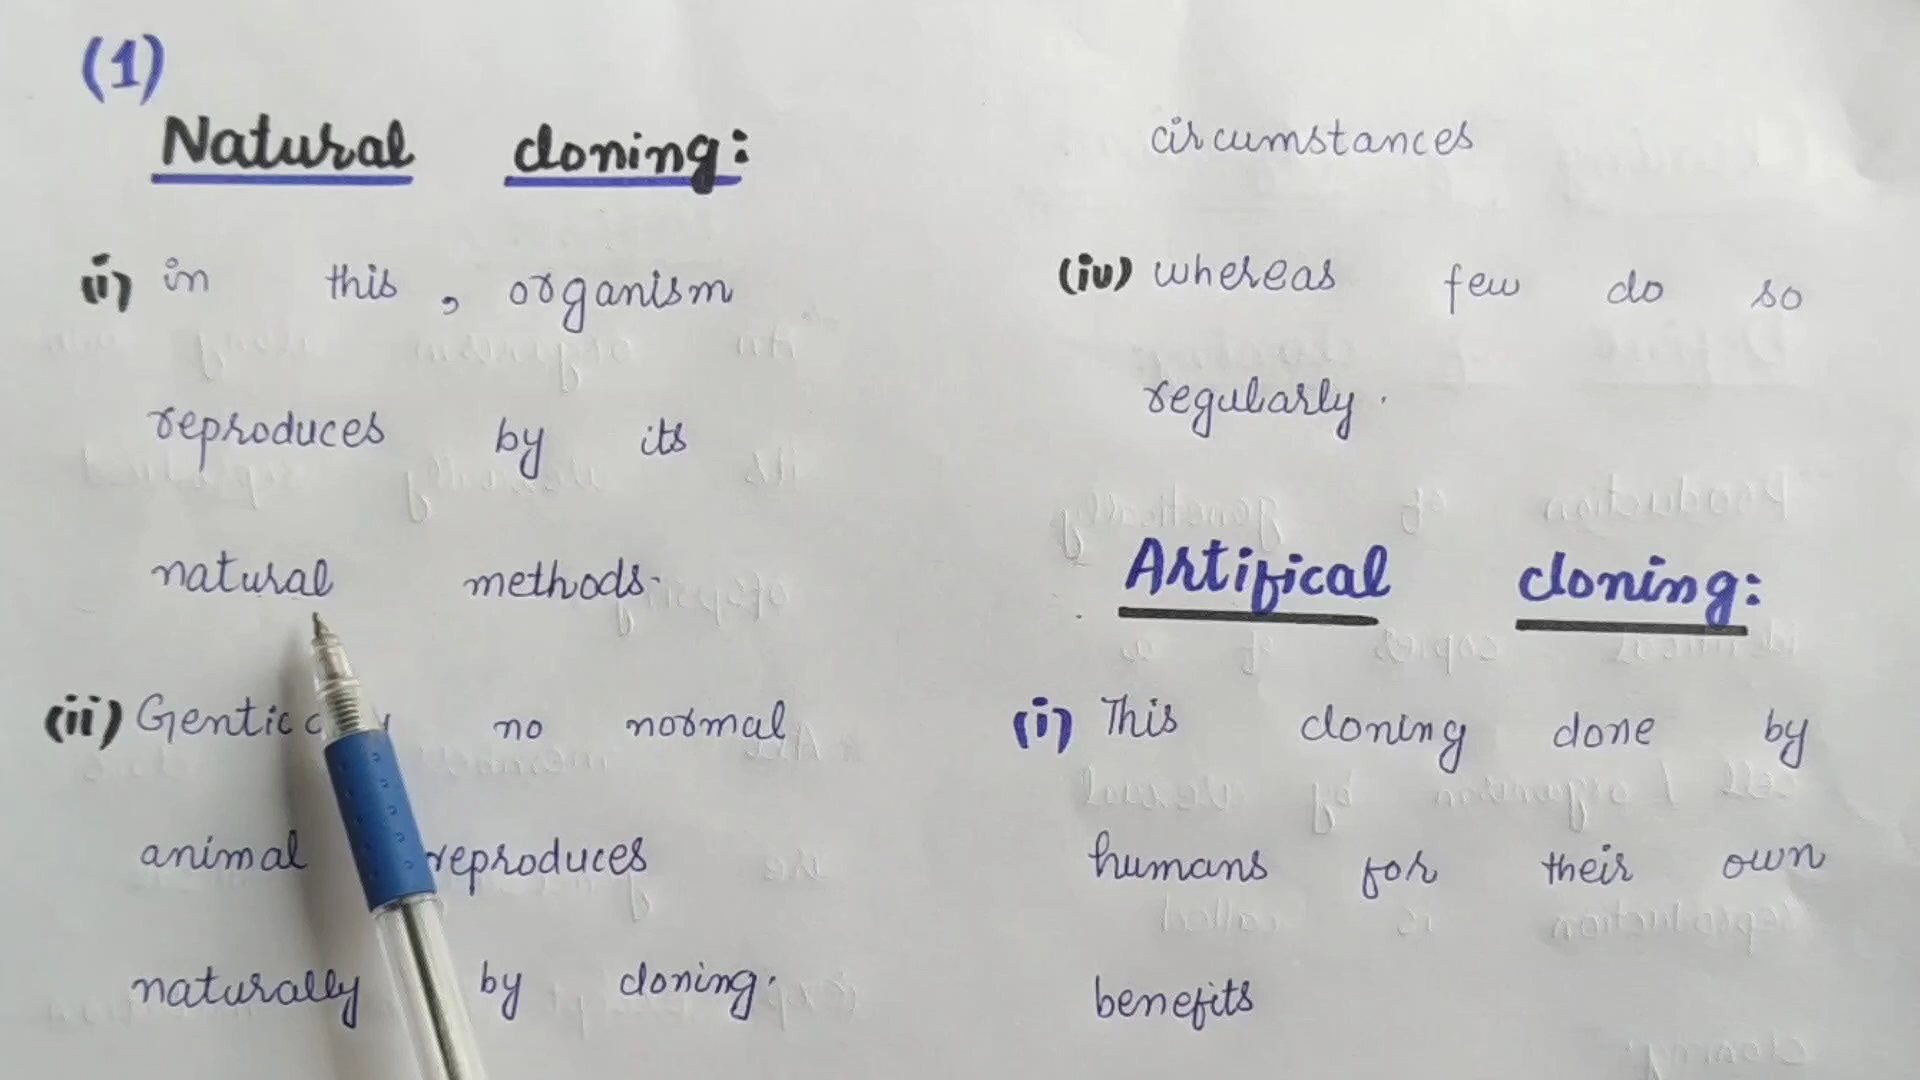 (1)
Natural cloning:
(i) in this, organism
reproduces by its
natural methods.
(ii) no normal
animal reproduces
naturally by cloning.
circumstances
(iv) whereas few do so
regularly.
Artifical cloning:
(i) This cloning done by
humans for their own
benefits